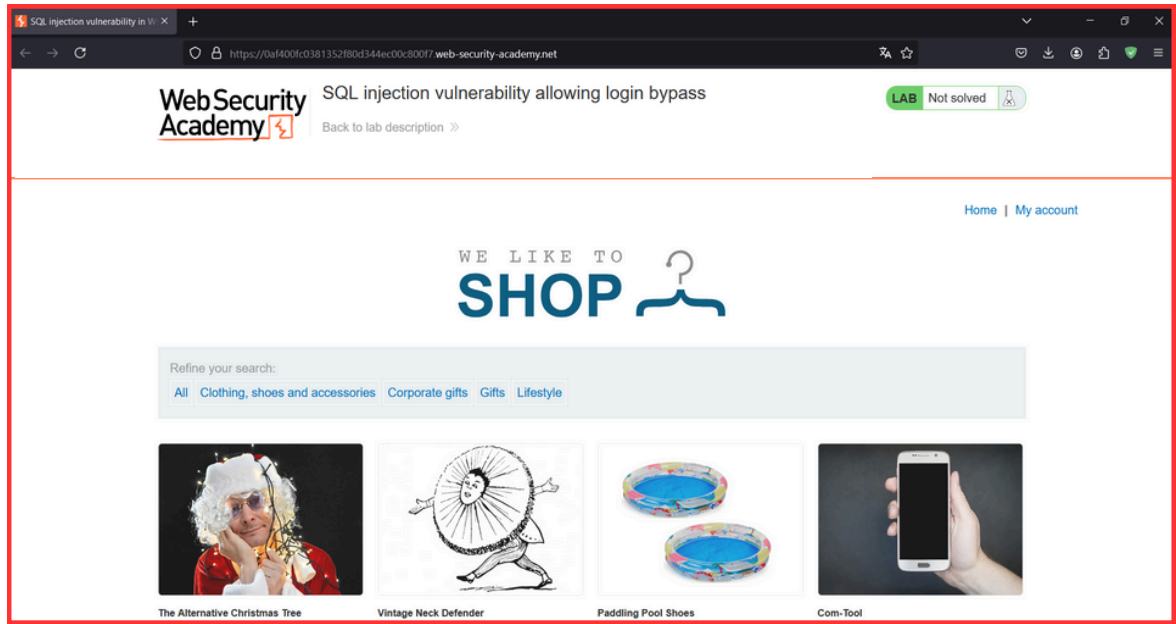 SQL injection vulnerability in W
https://0af400fc0381352f80d344ec00c800f7.web-security-academy.net
Web Security
Academy
SQL injection vulnerability allowing login bypass
Back to lab description
LAB Not solved
Home | My account
WE LIKE TO
SHOP
Refine your search:
All Clothing, shoes and accessories Corporate gifts Gifts Lifestyle
The Alternative Christmas Tree Vintage Neck Defender Paddling Pool Shoes Com-Tool